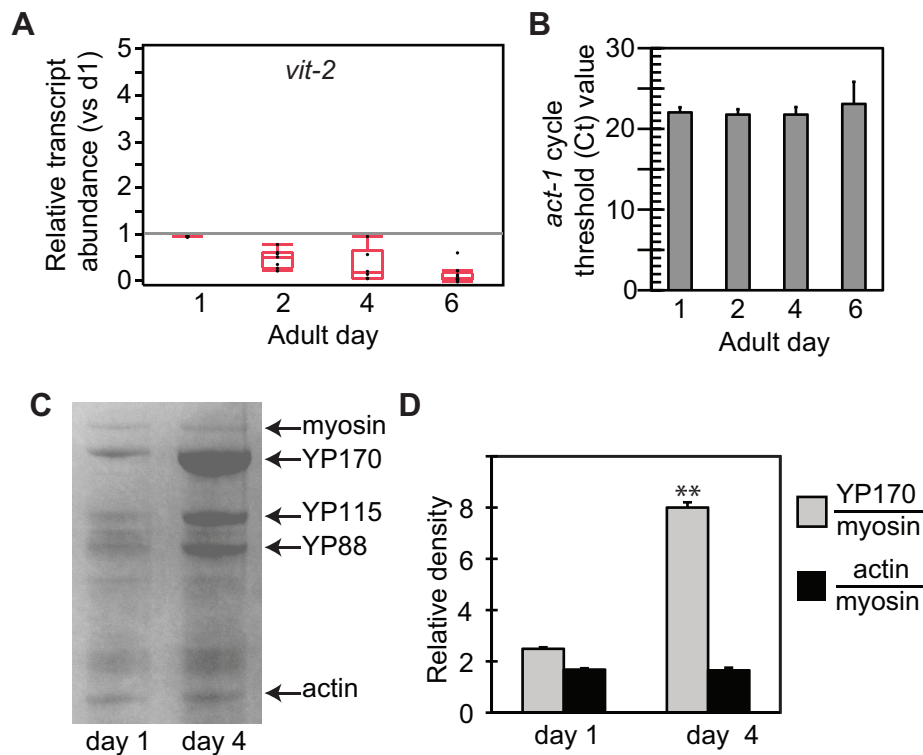 A
Relative transcript
abundance (vs d1)
5
4
3
2
1
0
vit-2
1 2 4 6
Adult day
B
act-1 cycle
threshold (Ct) value
30
20
10
0
1 2 4 6
Adult day
C
myosin
YP170
YP115
YP88
actin
day 1 day 4
D
Relative density
8
6
4
2
0
**
day 1 day 4
YP170
myosin
actin
myosin